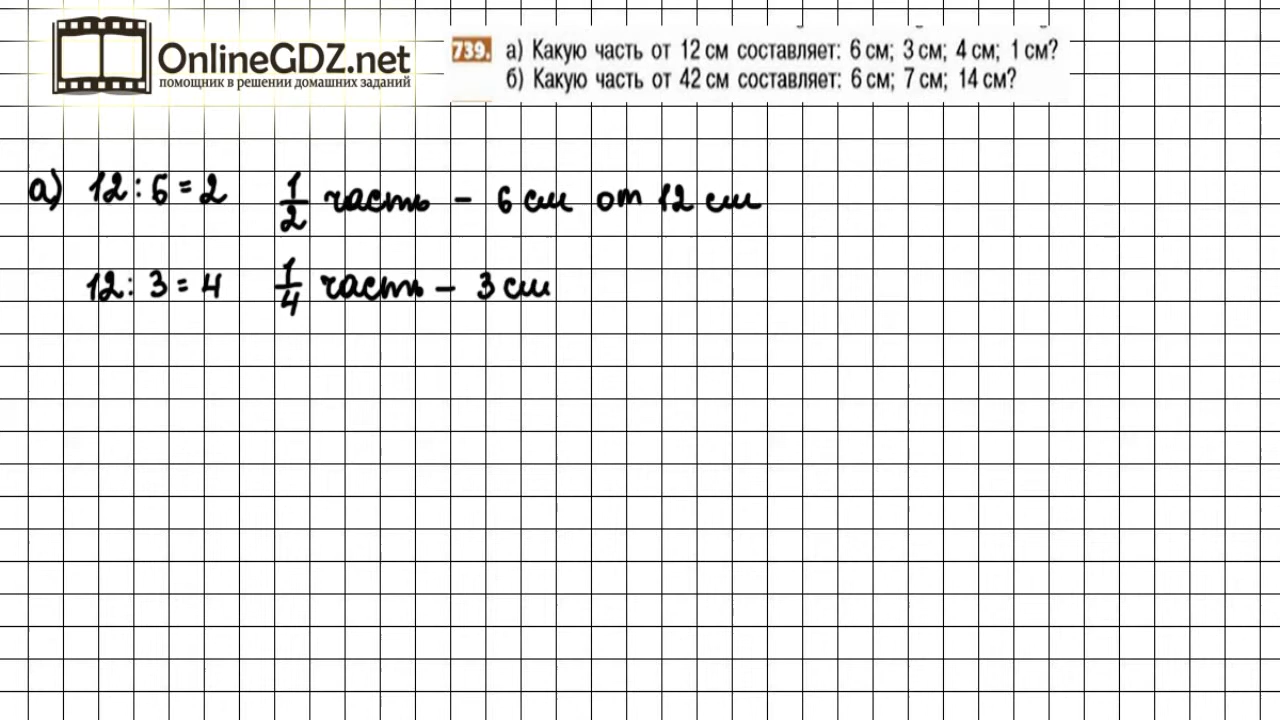 OnlineGDZ.net
помощник в решении домашних заданий
739. а) Какую часть от 12 см составляет: 6 см; 3 см; 4 см; 1 см?
б) Какую часть от 42 см составляет: 6 см; 7 см; 14 см?
а) 12 : 6 = 2 1/2 часть - 6 см от 12 см
12 : 3 = 4 1/4 часть - 3 см